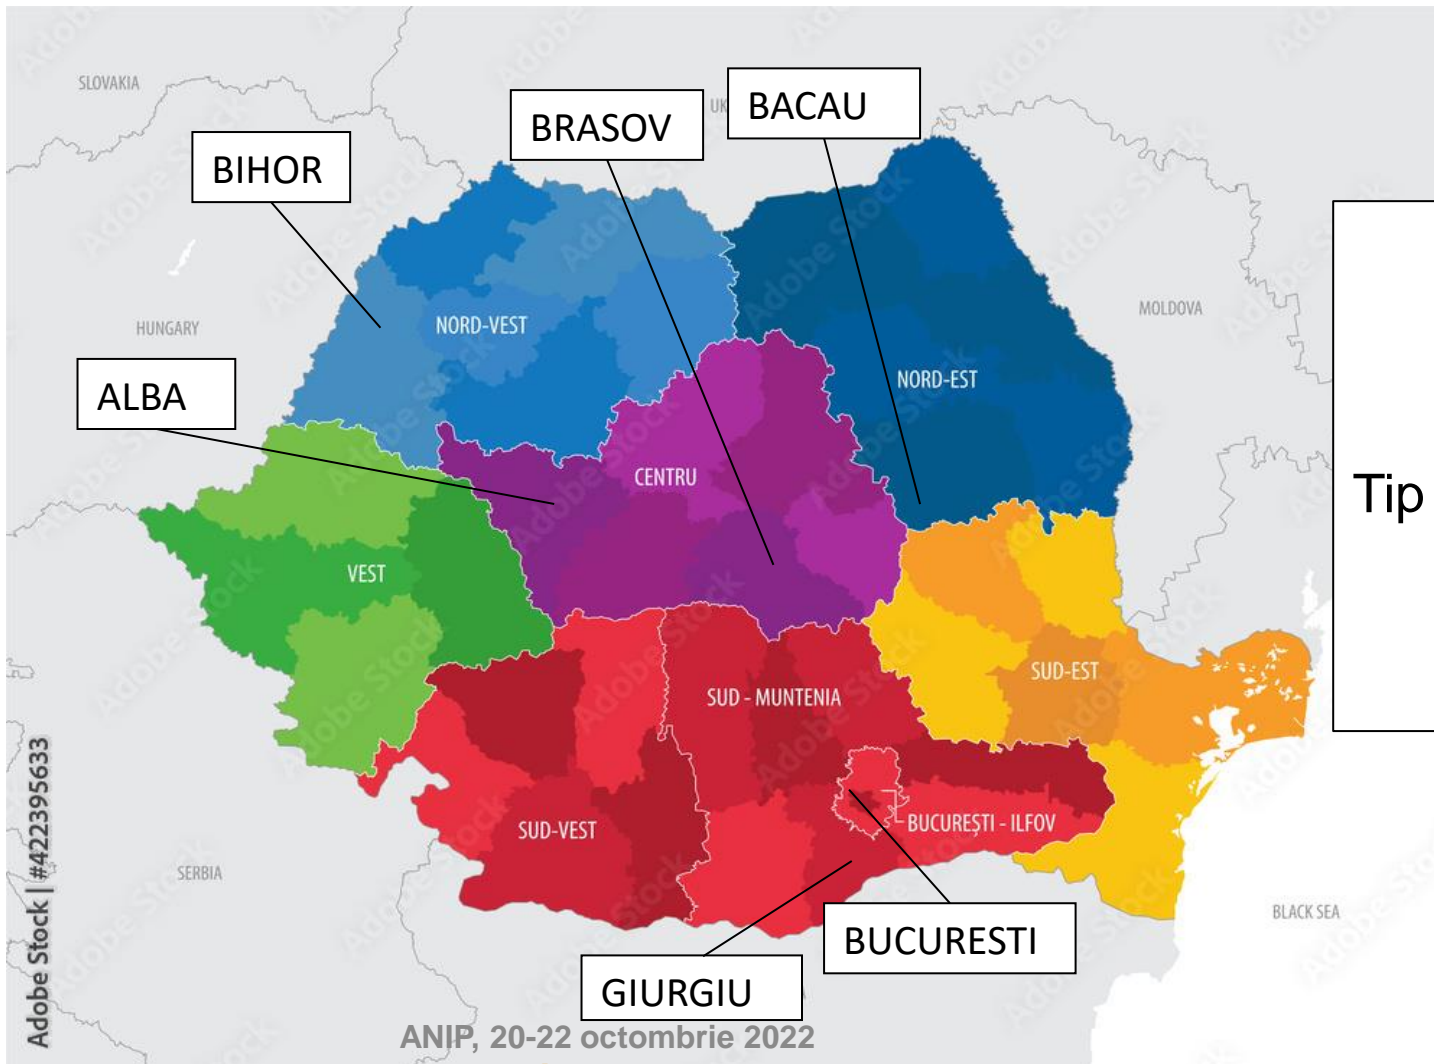 SLOVAKIA
UK
BACAU
BRASOV
BIHOR
MOLDOVA
HUNGARY
NORD-VEST
NORD-EST
ALBA
CENTRU
Tip
VEST
SUD-EST
SUD - MUNTENIA
SUD-VEST
BUCUREȘTI - ILFOV
SERBIA
BLACK SEA
BUCURESTI
GIURGIU
ANIP, 20-22 octombrie 2022
Adobe Stock | #422395633